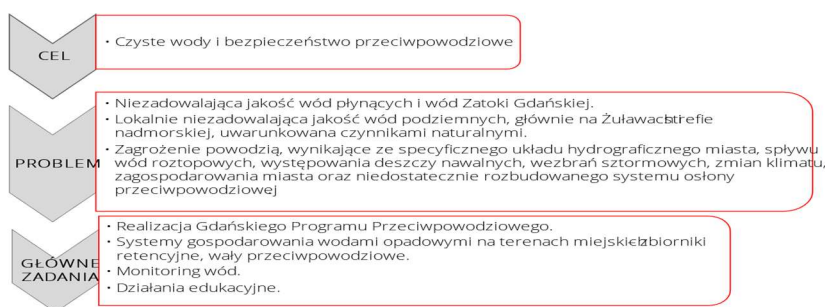 CEL
• Czyste wody i bezpieczeństwo przeciwpowodziowe
PROBLEM
• Niezadowalająca jakość wód płynących i wód Zatoki Gdańskiej.
• Lokalnie niezadowalająca jakość wód podziemnych, głównie na Żuławach strefie
nadmorskiej, uwarunkowana czynnikami naturalnymi.
• Zagrożenie powodzią, wynikające ze specyficznego układu hydrograficznego miasta, spływu
wód roztopowych, występowania deszczy nawalnych, wezbrań sztormowych, zmian klimatu,
zagospodarowania miasta oraz niedostatecznie rozbudowanego systemu osłony
przeciwpowodziowej
GŁÓWNE
ZADANIA
• Realizacja Gdańskiego Programu Przeciwpowodziowego.
• Systemy gospodarowania wodami opadowymi na terenach miejskich zbiorniki
retencyjne, wały przeciwpowodziowe.
• Monitoring wód.
• Działania edukacyjne.